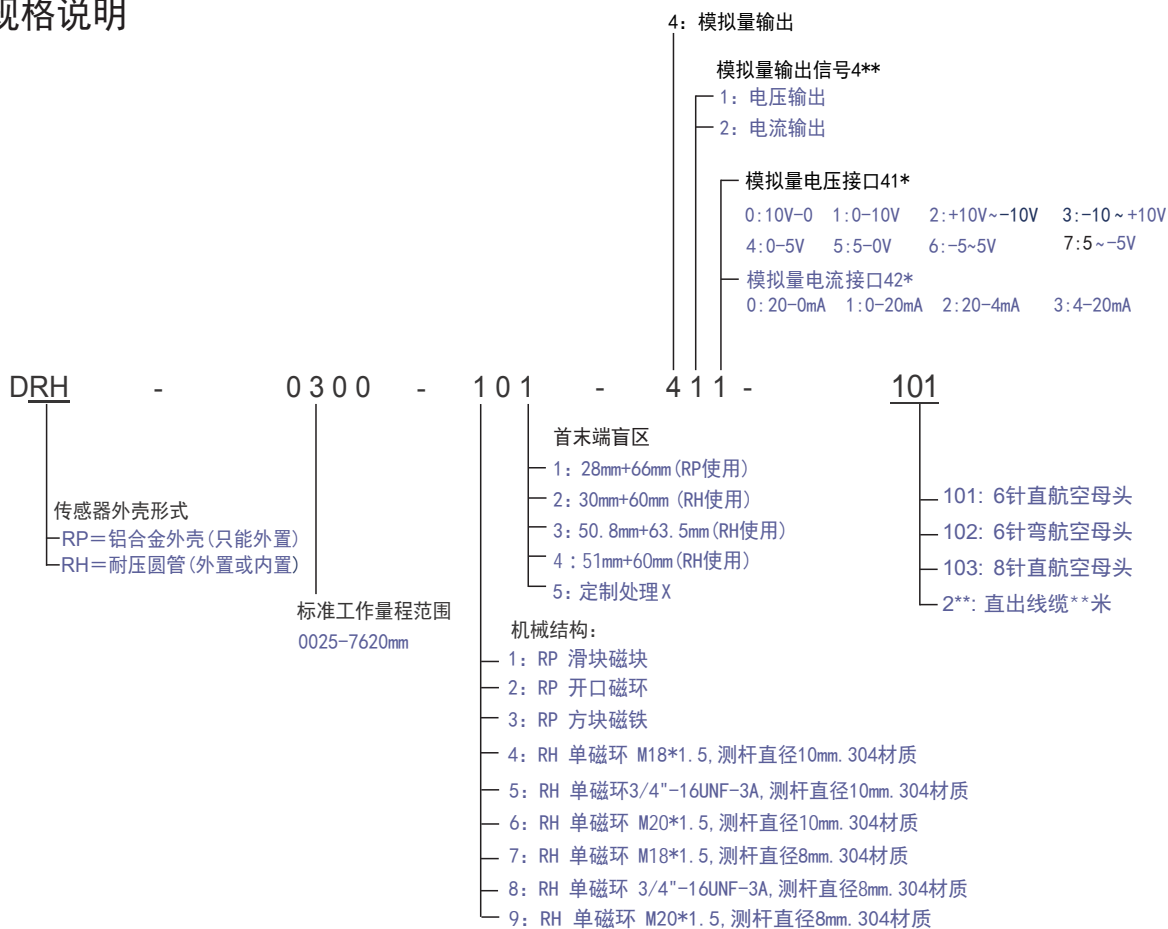 规格说明
4: 模拟量输出
模拟量输出信号4**
1: 电压输出
2: 电流输出
模拟量电压接口41*
0:10V-0 1:0-10V 2:+10V~-10V 3:-10~+10V
4:0-5V 5:5-0V 6:-5~5V 7:5~-5V
模拟量电流接口42*
0:20-0mA 1:0-20mA 2:20-4mA 3:4-20mA
DRH - 0300 - 101 - 411 - 101
传感器外壳形式
RP=铝合金外壳(只能外置)
RH=耐压圆管(外置或内置)
标准工作量程范围
0025-7620mm
首末端盲区
1: 28mm+66mm(RP使用)
2: 30mm+60mm (RH使用)
3: 50.8mm+63.5mm(RH使用)
4: 51mm+60mm(RH使用)
5: 定制处理X
机械结构:
1: RP 滑块磁块
2: RP 开口磁环
3: RP 方块磁铁
4: RH 单磁环 M18*1.5,测杆直径10mm.304材质
5: RH 单磁环3/4"-16UNF-3A,测杆直径10mm.304材质
6: RH 单磁环 M20*1.5,测杆直径10mm.304材质
7: RH 单磁环 M18*1.5,测杆直径8mm.304材质
8: RH 单磁环 3/4"-16UNF-3A,测杆直径8mm.304材质
9: RH 单磁环 M20*1.5,测杆直径8mm.304材质
101: 6针直航空母头
102: 6针弯航空母头
103: 8针直航空母头
2**: 直出线缆**米